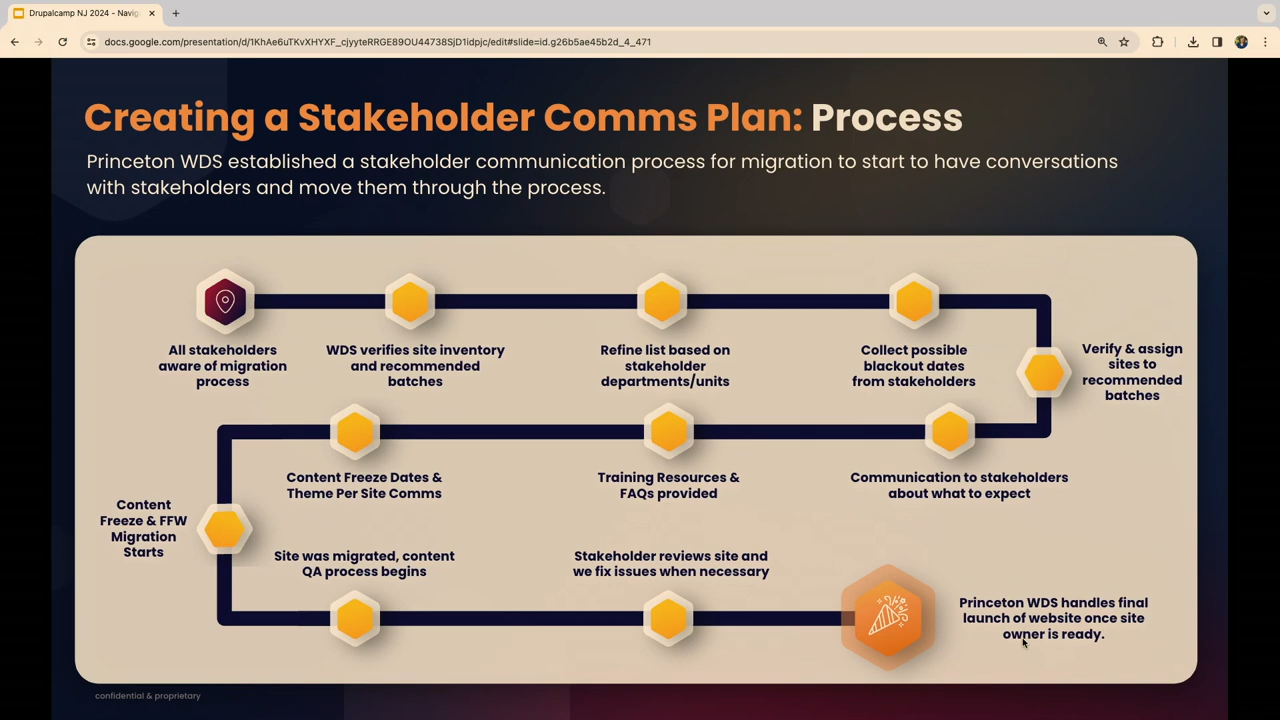 Drupalcamp NJ 2024 - Navig
docs.google.com/presentation/d/1KhAe6uTKvXHYXF_cjyyteRRGE89OU44738SjD1idpjc/edit#slide=id.g26b5ae45b2d_4_471
Creating a Stakeholder Comms Plan: Process
Princeton WDS established a stakeholder communication process for migration to start to have conversations
with stakeholders and move them through the process.
All stakeholders
aware of migration
process
WDS verifies site inventory
and recommended
batches
Refine list based on
stakeholder
departments/units
Collect possible
blackout dates
from stakeholders
Verify & assign
sites to
recommended
batches
Communication to stakeholders
about what to expect
Training Resources &
FAQs provided
Content Freeze Dates &
Theme Per Site Comms
Content
Freeze & FFW
Migration
Starts
Site was migrated, content
QA process begins
Stakeholder reviews site and
we fix issues when necessary
Princeton WDS handles final
launch of website once site
owner is ready.
confidential & proprietary